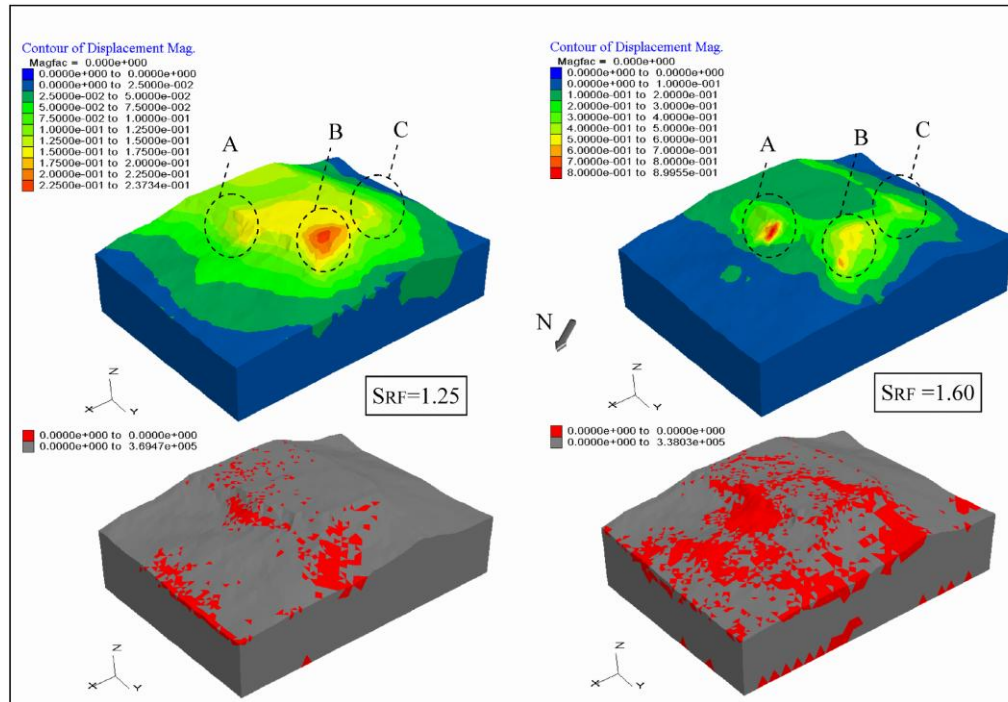 Contour of Displacement Mag.
Magfac = 0.000e+000
0.0000e+000 to 0.0000e+000
0.0000e+000 to 2.5000e-002
2.5000e-002 to 5.0000e-002
5.0000e-002 to 7.5000e-002
7.5000e-002 to 1.0000e-001
1.0000e-001 to 1.2500e-001
1.2500e-001 to 1.5000e-001
1.5000e-001 to 1.7500e-001
1.7500e-001 to 2.0000e-001
2.0000e-001 to 2.2500e-001
2.2500e-001 to 2.3734e-001
A
B
C
Z
X
Y
SRF=1.25
Contour of Displacement Mag.
Magfac = 0.000e+000
0.0000e+000 to 0.0000e+000
0.0000e+000 to 1.0000e-001
1.0000e-001 to 2.0000e-001
2.0000e-001 to 3.0000e-001
3.0000e-001 to 4.0000e-001
4.0000e-001 to 5.0000e-001
5.0000e-001 to 6.0000e-001
6.0000e-001 to 7.0000e-001
7.0000e-001 to 8.0000e-001
8.0000e-001 to 8.9955e-001
A
B
C
N
Z
X
Y
SRF=1.60
0.0000e+000 to 0.0000e+000
0.0000e+000 to 3.6947e+005
Z
X
Y
0.0000e+000 to 0.0000e+000
0.0000e+000 to 3.3803e+005
Z
X
Y